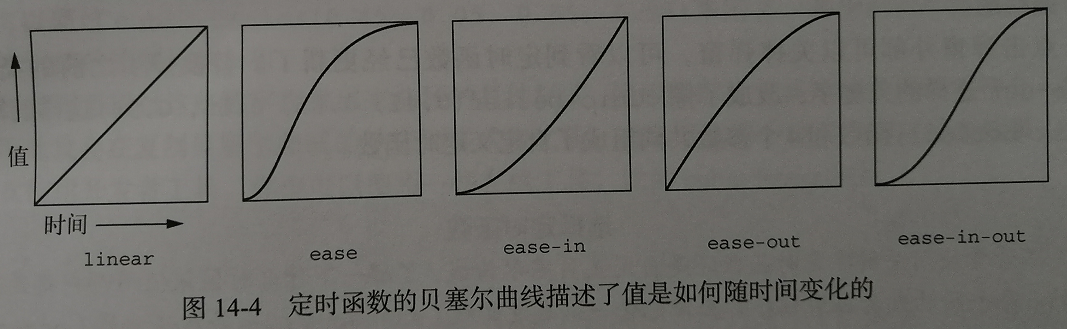 值
时间
linear
ease
ease-in
ease-out
ease-in-out
图 14-4 定时函数的贝塞尔曲线描述了值是如何随时间变化的